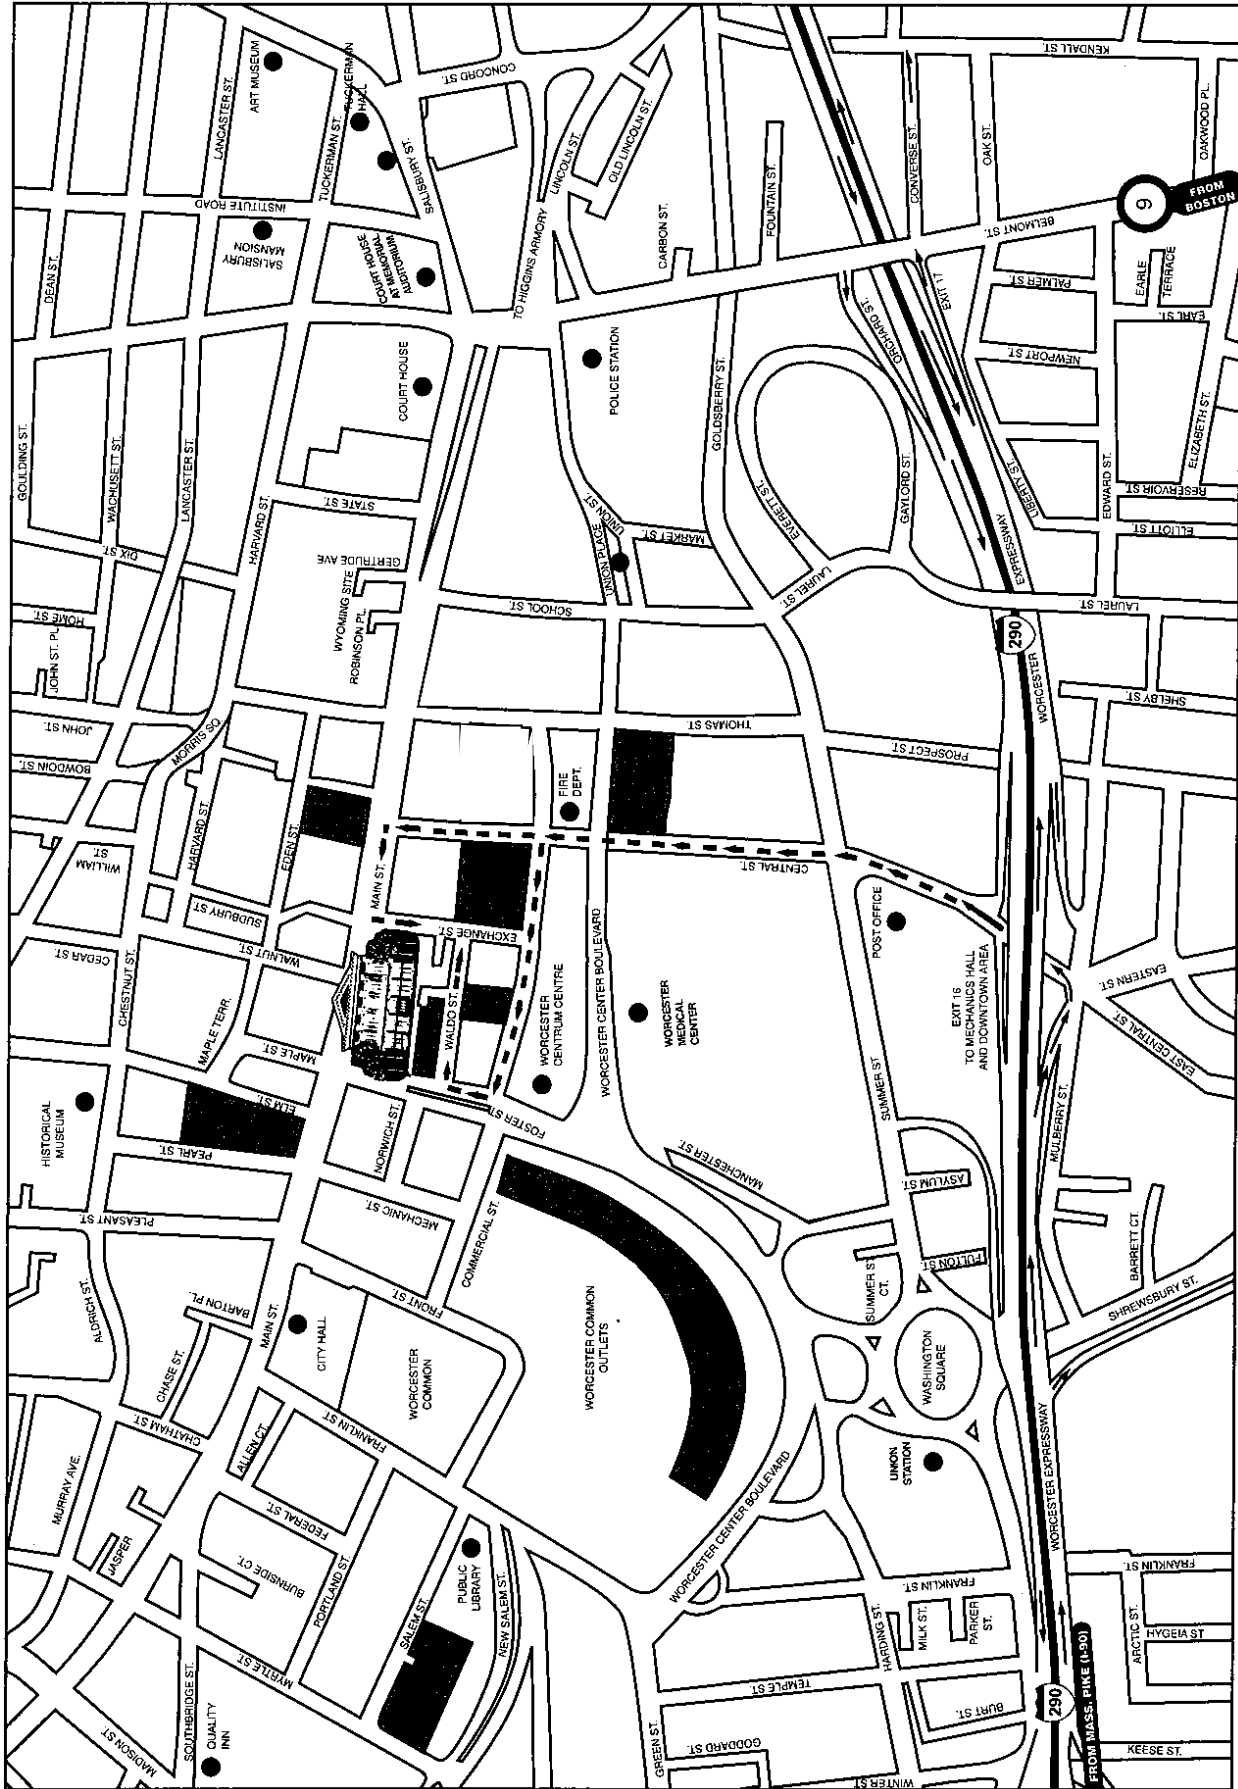 LANCASTER ST.
ART MUSEUM
TUCKERMAN
HALL
TUCKERMAN ST.
CONCORD ST.
SALISBURY ST.
LINCOLN ST.
OLD LINCOLN ST.
KENDALL ST.
CONVERSE ST.
OAK ST.
OAKWOOD PL.
FOUNTAIN ST.
INSTITUTE ROAD
SALISBURY
MANSION
COURT HOUSE
AT MEMORIAL
AUDITORIUM
TO HIGGINS ARMORY
CARBON ST.
BELMONT ST.
9
FROM
BOSTON
DEAN ST.
EXIT 17
ORCHARD ST.
PALMER ST.
EARLE
TERRACE
EARL ST.
NEWPORT ST.
COURT HOUSE
POLICE STATION
GOLDSBERRY ST.
ELIZABETH ST.
GOULDING ST.
WACHUSETT ST.
LANCASTER ST.
HARVARD ST.
STATE ST.
EVERETT ST.
GAYLORD ST.
LIBERTY ST.
EDWARD ST.
RESERVOIR ST.
ELLIOTT ST.
DIX ST.
GERTRUDE AVE
WYOMING SITE
ROBINSON PL.
UNION ST.
UNION PLACE
MARKET ST.
SCHOOL ST.
LAUREL ST.
EXPRESSWAY
LAUREL ST.
HOME ST.
JOHN ST. PL.
290
WORCESTER
SHELBY ST.
JOHN ST.
BOWDOIN ST.
MORRIS SQ.
THOMAS ST.
PROSPECT ST.
WILLIAM
ST.
HARVARD ST.
EDEN ST.
MAIN ST.
FIRE
DEPT.
CENTRAL ST.
SUDBURY ST.
WALNUT ST.
EXCHANGE ST.
WORCESTER CENTER BOULEVARD
POST OFFICE
CEDAR ST.
CHESTNUT ST.
MAPLE TERR.
MAPLE ST.
WALDO ST.
WORCESTER
CENTRUM CENTRE
WORCESTER CENTER BOULEVARD
WORCESTER
MEDICAL
CENTER
EXIT 16
TO MECHANICS HALL
AND DOWNTOWN AREA
EASTERN ST.
EAST CENTRAL ST.
HISTORICAL
MUSEUM
ELM ST.
PEARL ST.
NORWICH ST.
FOSTER ST.
SUMMER ST
MULBERRY ST.
MANCHESTER ST.
ASYLUM ST.
PLEASANT ST.
MECHANIC ST.
COMMERCIAL ST.
FRONT ST.
FULTON ST.
BARRETT CT.
SHREWSBURY ST.
SUMMER ST
CT.
ALDRICH ST.
BARTON PL.
MAIN ST.
CITY HALL
WORCESTER
COMMON
WORCESTER COMMON
OUTLETS
WASHINGTON
SQUARE
CHASE ST.
CHATHAM ST.
ALLEN CT.
FRANKLIN ST.
WORCESTER CENTER BOULEVARD
UNION
STATION
WORCESTER EXPRESSWAY
MURRAY AVE.
JASPER
FEDERAL ST.
BURNSIDE CT.
PORTLAND ST.
PUBLIC
LIBRARY
NEW SALEM ST.
SALEM ST.
FRANKLIN ST.
FRANKLIN ST.
HARDING ST.
MILK ST.
PARKER
ST.
ARCTIC ST.
HYGEIA ST
MYRTLE ST.
SOUTHBRIDGE ST.
MADISON ST.
QUALITY
INN
GREEN ST.
TEMPLE ST.
GODDARD ST.
BURT ST.
WINTER ST.
290
FROM MASS. PIKE (I-90)
KEESE ST.